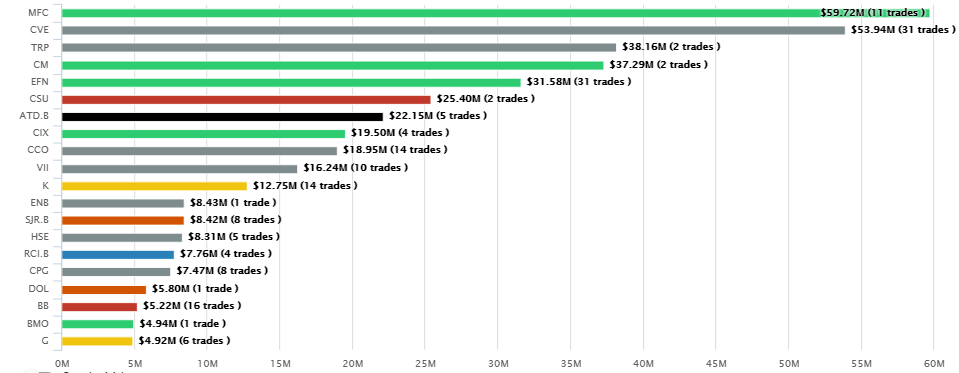 MFC $59.72M (11 trades )
CVE $53.94M (31 trades )
TRP $38.16M (2 trades )
CM $37.29M (2 trades )
EFN $31.58M (31 trades )
CSU $25.40M (2 trades )
ATD.B $22.15M (5 trades )
CIX $19.50M (4 trades )
CCO $18.95M (14 trades )
VII $16.24M (10 trades )
K $12.75M (14 trades )
ENB $8.43M (1 trade )
SJR.B $8.42M (8 trades )
HSE $8.31M (5 trades )
RCI.B $7.76M (4 trades )
CPG $7.47M (8 trades )
DOL $5.80M (1 trade )
BB $5.22M (16 trades )
BMO $4.94M (1 trade )
G $4.92M (6 trades )
0M 5M 10M 15M 20M 25M 30M 35M 40M 45M 50M 55M 60M